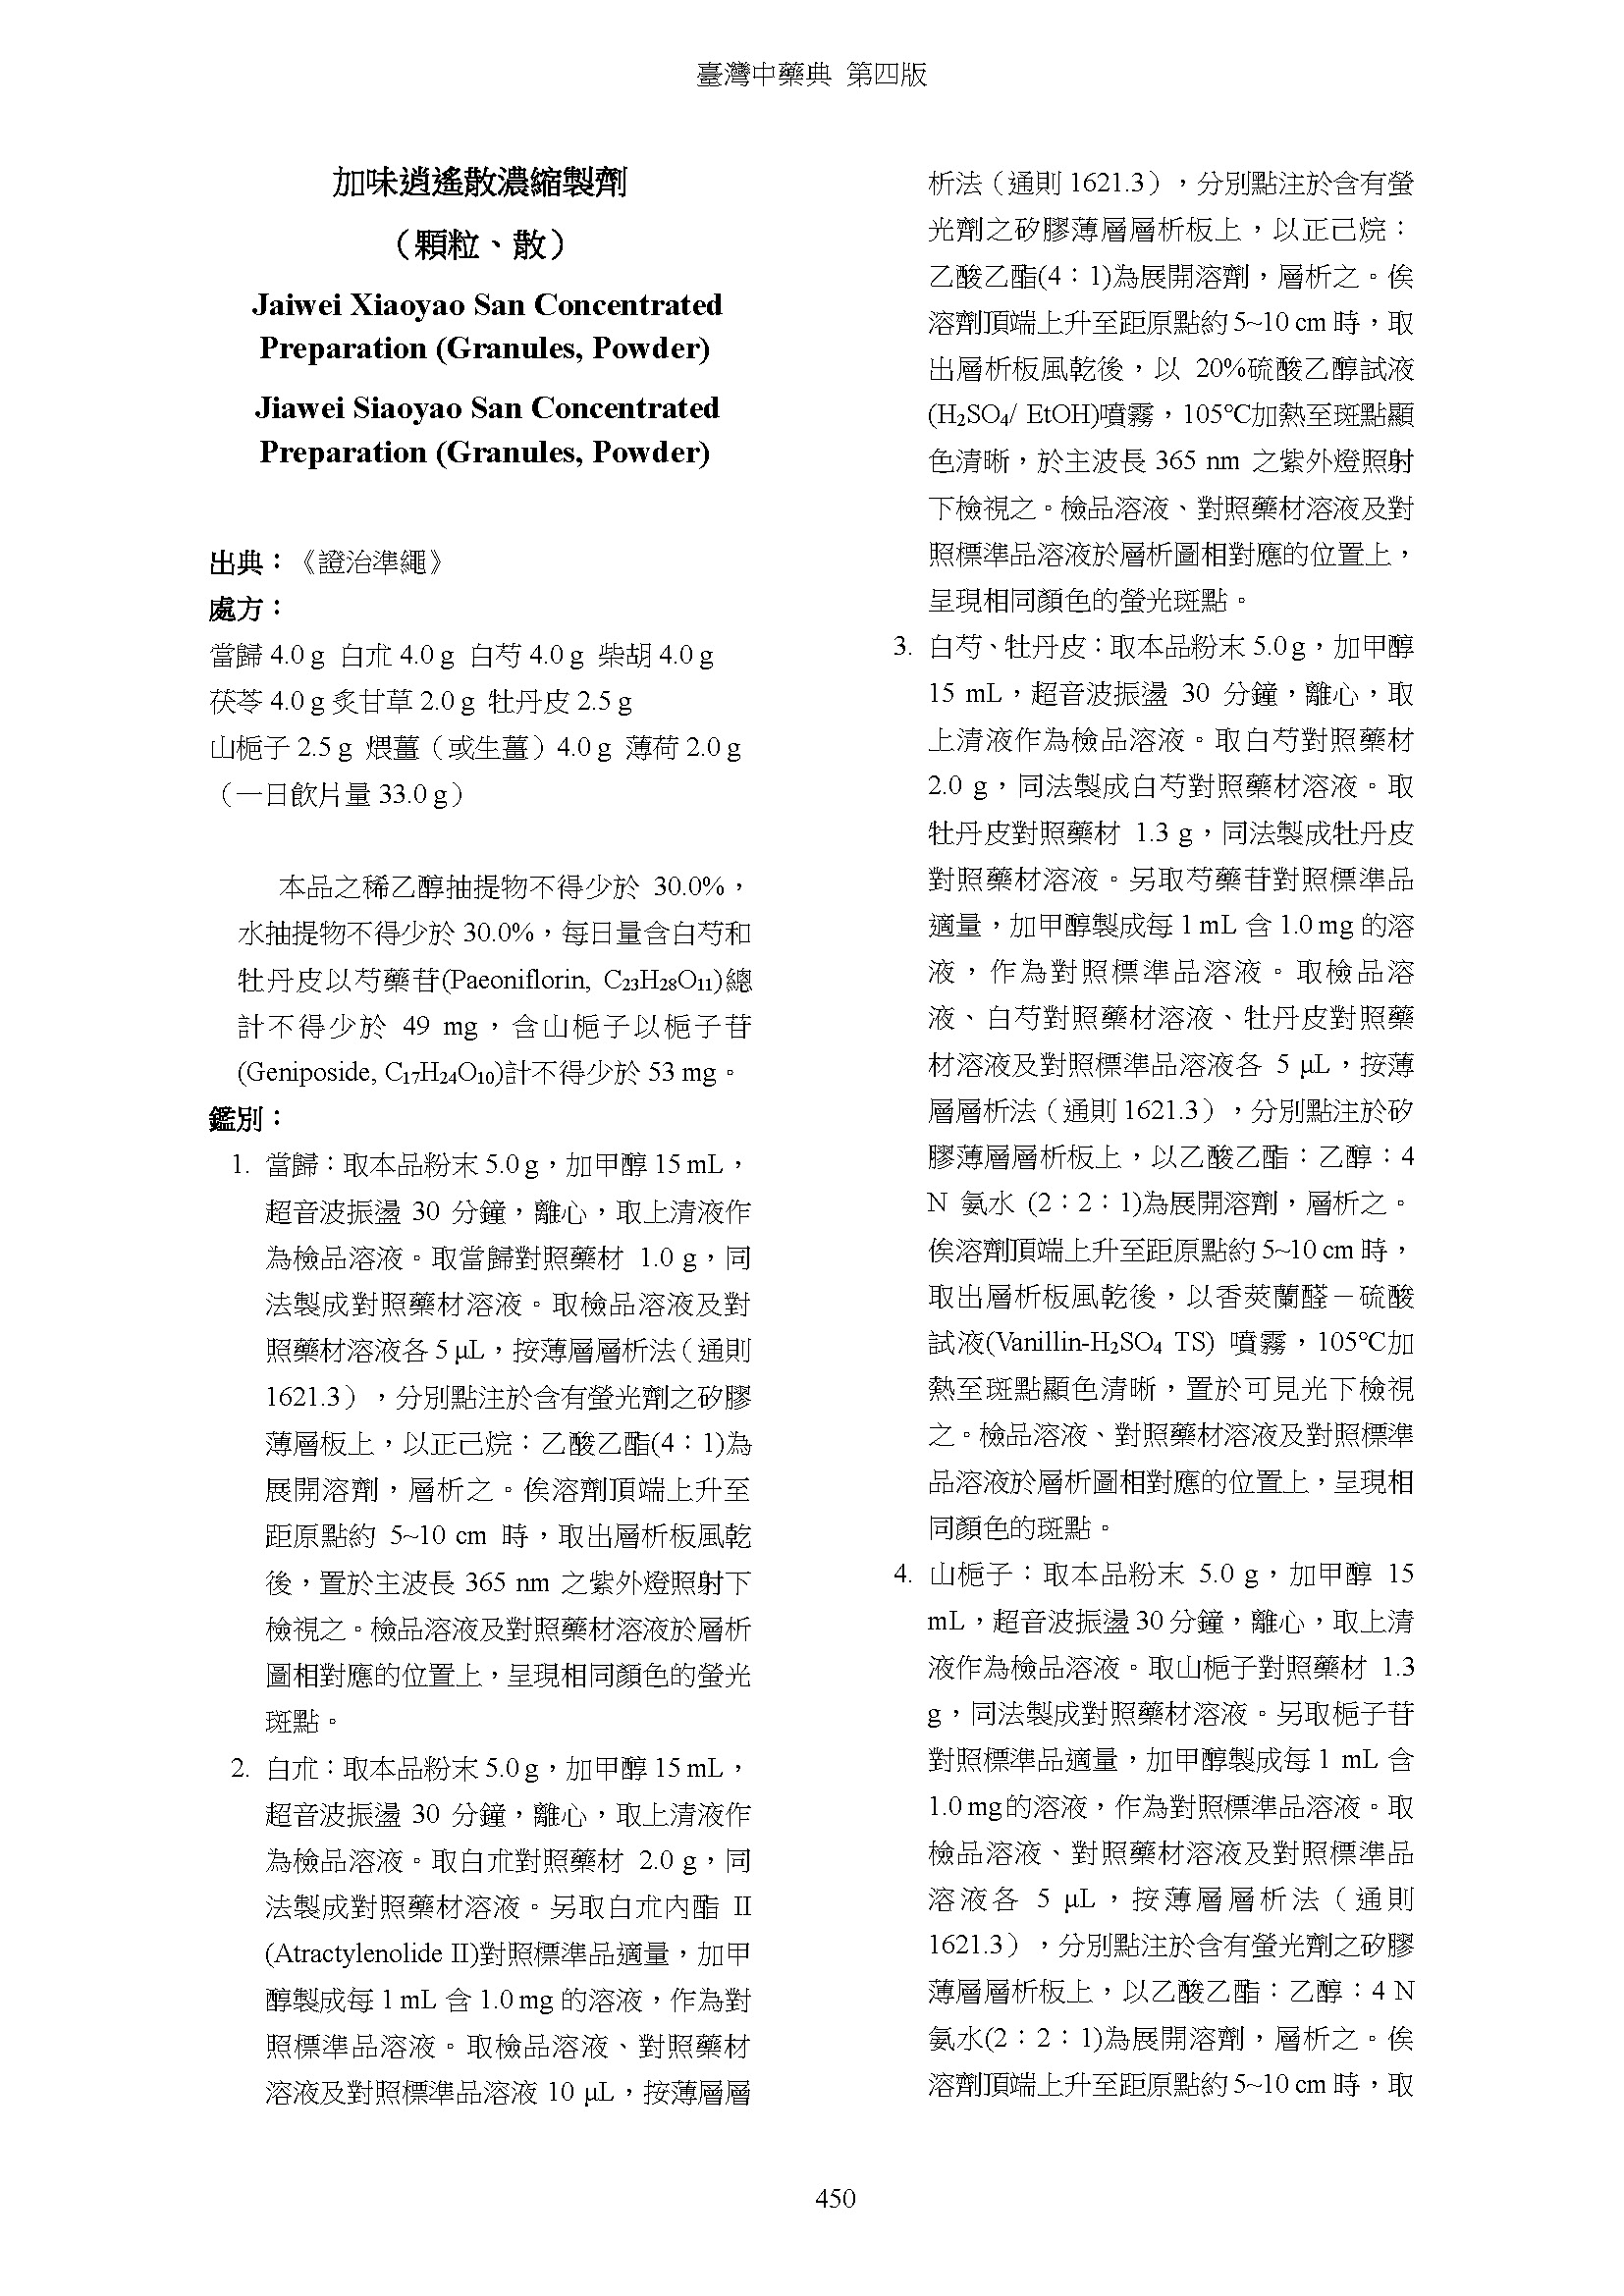 臺灣中藥典 第四版
加味逍遙散濃縮製劑
（顆粒、散）
Jaiwei Xiaoyao San Concentrated
Preparation (Granules, Powder)
Jiawei Siaoyao San Concentrated
Preparation (Granules, Powder)
出典：《證治準繩》
處方：
當歸 4.0 g 白朮 4.0 g 白芍 4.0 g 柴胡 4.0 g
茯苓 4.0 g 炙甘草 2.0 g 牡丹皮 2.5 g
山梔子 2.5 g 煨薑（或生薑）4.0 g 薄荷 2.0 g
（一日飲片量 33.0 g）
本品之稀乙醇抽提物不得少於 30.0%，
水抽提物不得少於 30.0%，每日量含白芍和
牡丹皮以芍藥苷(Paeoniflorin, C₂₃H₂₈O₁₁)總
計不得少於 49 mg，含山梔子以梔子苷
(Geniposide, C₁₇H₂₄O₁₀)計不得少於 53 mg。
鑑別：
1. 當歸：取本品粉末 5.0 g，加甲醇 15 mL，
超音波振盪 30 分鐘，離心，取上清液作
為檢品溶液。取當歸對照藥材 1.0 g，同
法製成對照藥材溶液。取檢品溶液及對
照藥材溶液各 5 μL，按薄層層析法（通則
1621.3），分別點注於含有螢光劑之矽膠
薄層板上，以正己烷：乙酸乙酯(4：1)為
展開溶劑，層析之。俟溶劑頂端上升至
距原點約 5~10 cm 時，取出層析板風乾
後，置於主波長 365 nm 之紫外燈照射下
檢視之。檢品溶液及對照藥材溶液於層析
圖相對應的位置上，呈現相同顏色的螢光
斑點。
2. 白朮：取本品粉末 5.0 g，加甲醇 15 mL，
超音波振盪 30 分鐘，離心，取上清液作
為檢品溶液。取白朮對照藥材 2.0 g，同
法製成對照藥材溶液。另取白朮內酯 II
(Atractylenolide II)對照標準品適量，加甲
醇製成每 1 mL 含 1.0 mg 的溶液，作為對
照標準品溶液。取檢品溶液、對照藥材
溶液及對照標準品溶液 10 μL，按薄層層
析法（通則 1621.3），分別點注於含有螢
光劑之矽膠薄層層析板上，以正己烷：
乙酸乙酯(4：1)為展開溶劑，層析之。俟
溶劑頂端上升至距原點約 5~10 cm 時，取
出層析板風乾後，以 20%硫酸乙醇試液
(H₂SO₄/ EtOH)噴霧，105℃加熱至斑點顯
色清晰，於主波長 365 nm 之紫外燈照射
下檢視之。檢品溶液、對照藥材溶液及對
照標準品溶液於層析圖相對應的位置上，
呈現相同顏色的螢光斑點。
3. 白芍、牡丹皮：取本品粉末 5.0 g，加甲醇
15 mL，超音波振盪 30 分鐘，離心，取
上清液作為檢品溶液。取白芍對照藥材
2.0 g，同法製成白芍對照藥材溶液。取
牡丹皮對照藥材 1.3 g，同法製成牡丹皮
對照藥材溶液。另取芍藥苷對照標準品
適量，加甲醇製成每 1 mL 含 1.0 mg 的溶
液，作為對照標準品溶液。取檢品溶
液、白芍對照藥材溶液、牡丹皮對照藥
材溶液及對照標準品溶液各 5 μL，按薄
層層析法（通則 1621.3），分別點注於矽
膠薄層層析板上，以乙酸乙酯：乙醇：4
N 氨水 (2：2：1)為展開溶劑，層析之。
俟溶劑頂端上升至距原點約 5~10 cm 時，
取出層析板風乾後，以香莢蘭醛－硫酸
試液(Vanillin-H₂SO₄ TS) 噴霧，105℃加
熱至斑點顯色清晰，置於可見光下檢視
之。檢品溶液、對照藥材溶液及對照標準
品溶液於層析圖相對應的位置上，呈現相
同顏色的斑點。
4. 山梔子：取本品粉末 5.0 g，加甲醇 15
mL，超音波振盪 30 分鐘，離心，取上清
液作為檢品溶液。取山梔子對照藥材 1.3
g，同法製成對照藥材溶液。另取梔子苷
對照標準品適量，加甲醇製成每 1 mL 含
1.0 mg的溶液，作為對照標準品溶液。取
檢品溶液、對照藥材溶液及對照標準品
溶液各 5 μL，按薄層層析法（通則
1621.3），分別點注於含有螢光劑之矽膠
薄層層析板上，以乙酸乙酯：乙醇：4 N
氨水(2：2：1)為展開溶劑，層析之。俟
溶劑頂端上升至距原點約 5~10 cm 時，取
450